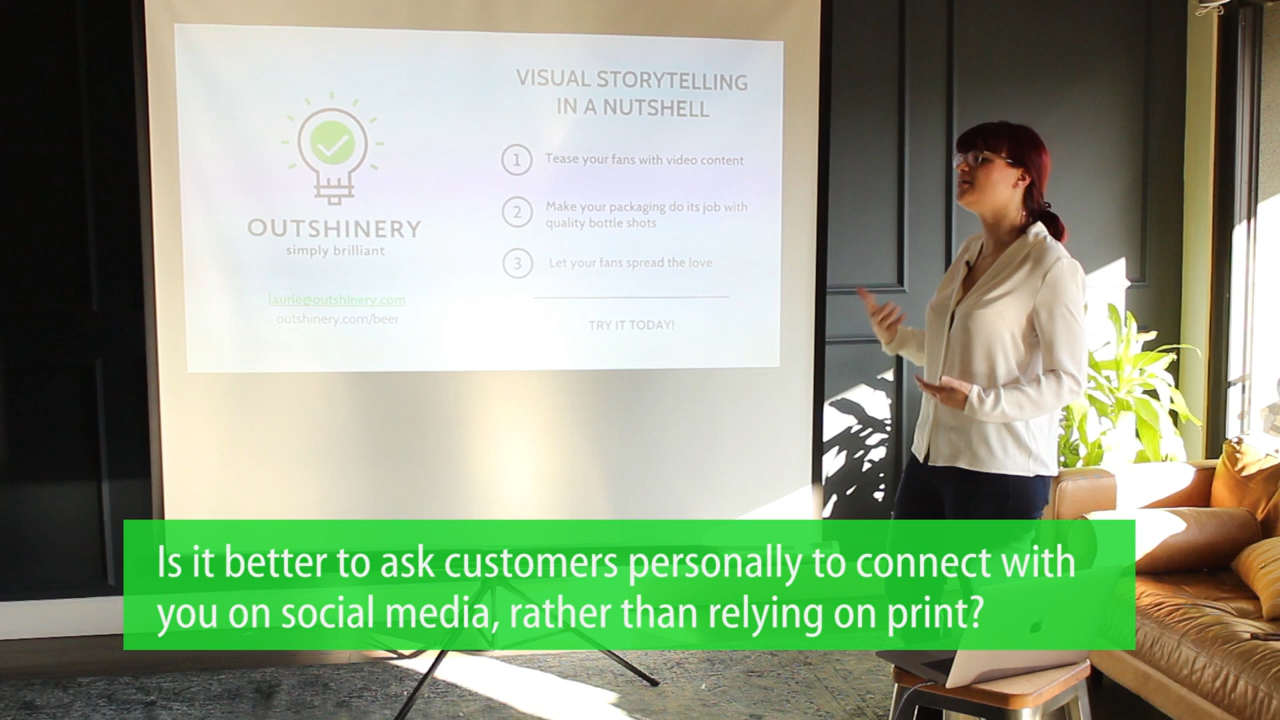 OUTSHINERY
simply brilliant
laurie@outshinery.com
outshinery.com/beer
VISUAL STORYTELLING
IN A NUTSHELL
1 Tease your fans with video content
2 Make your packaging do its job with
quality bottle shots
3 Let your fans spread the love
TRY IT TODAY!
Is it better to ask customers personally to connect with
you on social media, rather than relying on print?